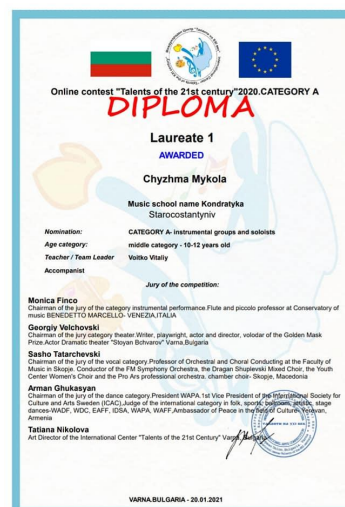 Online contest "Talents of the 21st century"2020.CATEGORY A
DIPLOMA
Laureate 1
AWARDED
Chyzhma Mykola
Music school name Kondratyka
Starocostantyniv
Nomination: CATEGORY A- instrumental groups and soloists
Age category: middle category - 10-12 years old
Teacher / Team Leader Voitko Vitaliy
Accompanist
Jury of the competition:
Monica Finco
Chairman of the jury of the category instrumental performance.Flute and piccolo professor at Conservatory of
music BENEDETTO MARCELLO- VENEZIA,ITALIA
Georgiy Velchovski
Chairman of the jury category theater.Writer, playwright, actor and director, volodar of the Golden Mask
Prize.Actor Dramatic theater "Stoyan Bchvarov" Varna,Bulgaria
Sasho Tatarchevski
Chairman of the jury of the vocal category.Professor of Orchestral and Choral Conducting at the Faculty of
Music in Skopje. Conductor of the FM Symphony Orchestra, the Dragan Shuplevski Mixed Choir, the Youth
Center Women's Choir and the Pro Ars professional orchestra, chamber choir- Skopje, Macedonia
Arman Ghukasyan
Chairman of the jury of the dance category.President WAPA.1st Vice President of the International Society for
Culture and Arts Sweden (ICAC),Judge of the international category in folk, sports, ballroom, artistic, stage
dances-WADF, WDC, EAFF, IDSA, WAPA, WAFF,Ambassador of Peace in the field of Culture- Yerevan,
Armenia
Tatiana Nikolova
Art Director of the International Center "Talents of the 21st Century" Varna, Bulgaria
VARNA.BULGARIA - 20.01.2021